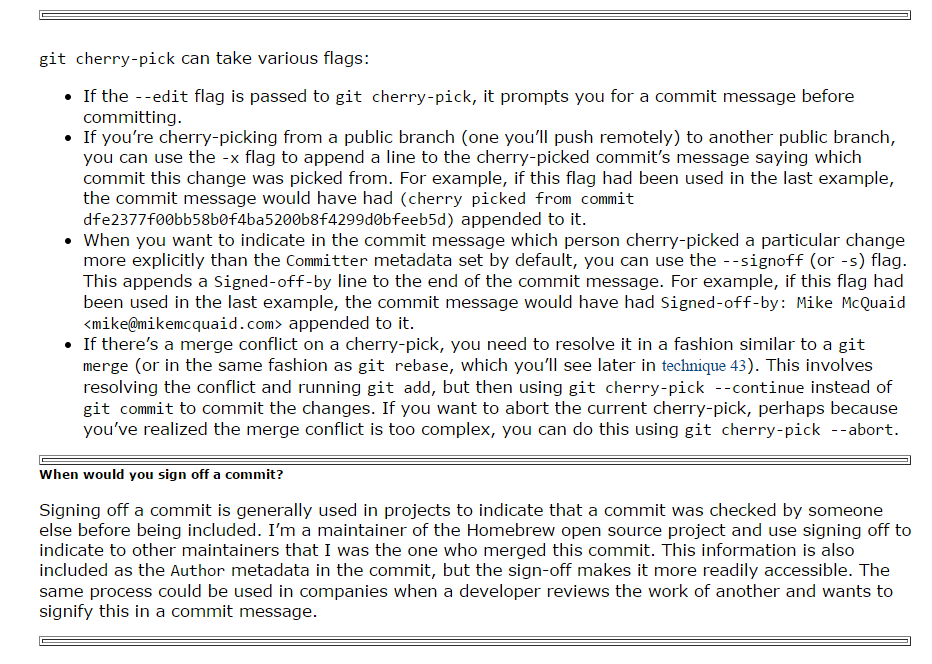 git cherry-pick can take various flags:
• If the --edit flag is passed to git cherry-pick, it prompts you for a commit message before
committing.
• If you’re cherry-picking from a public branch (one you’ll push remotely) to another public branch,
you can use the -x flag to append a line to the cherry-picked commit’s message saying which
commit this change was picked from. For example, if this flag had been used in the last example,
the commit message would have had (cherry picked from commit
dfe2377f00bb58b0f4ba5200b8f4299d0bfeeb5d) appended to it.
• When you want to indicate in the commit message which person cherry-picked a particular change
more explicitly than the Committer metadata set by default, you can use the --signoff (or -s) flag.
This appends a Signed-off-by line to the end of the commit message. For example, if this flag had
been used in the last example, the commit message would have had Signed-off-by: Mike McQuaid
<mike@mikemcquaid.com> appended to it.
• If there’s a merge conflict on a cherry-pick, you need to resolve it in a fashion similar to a git
merge (or in the same fashion as git rebase, which you’ll see later in technique 43). This involves
resolving the conflict and running git add, but then using git cherry-pick --continue instead of
git commit to commit the changes. If you want to abort the current cherry-pick, perhaps because
you’ve realized the merge conflict is too complex, you can do this using git cherry-pick --abort.
When would you sign off a commit?
Signing off a commit is generally used in projects to indicate that a commit was checked by someone
else before being included. I’m a maintainer of the Homebrew open source project and use signing off to
indicate to other maintainers that I was the one who merged this commit. This information is also
included as the Author metadata in the commit, but the sign-off makes it more readily accessible. The
same process could be used in companies when a developer reviews the work of another and wants to
signify this in a commit message.